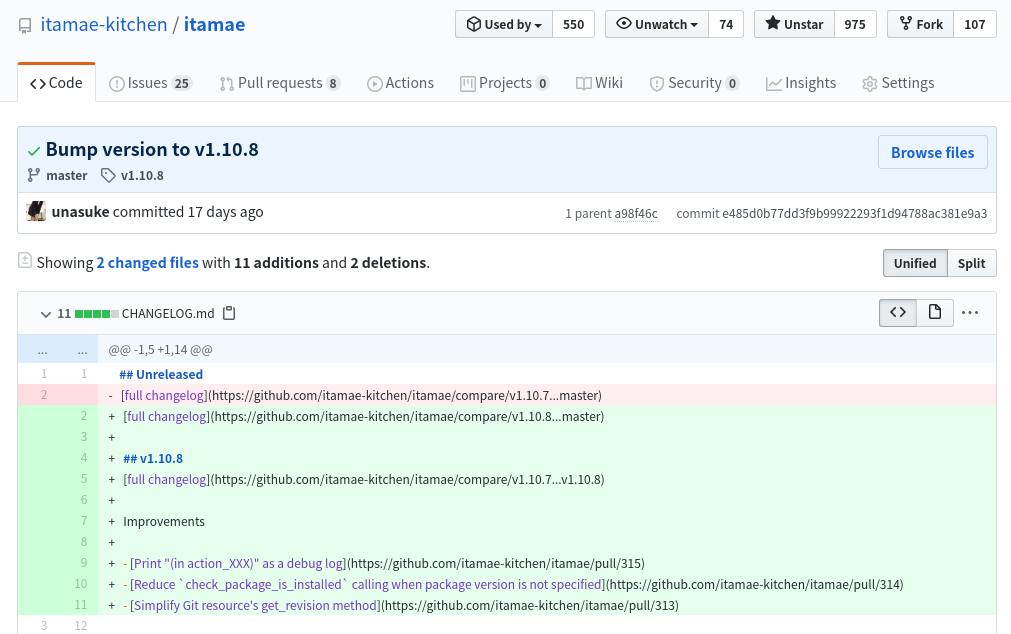 itamae-kitchen / itamae
Used by 550 Unwatch 74 Unstar 975 Fork 107
Code Issues 25 Pull requests 8 Actions Projects 0 Wiki Security 0 Insights Settings
Bump version to v1.10.8
Browse files
master v1.10.8
unasuke committed 17 days ago 1 parent a98f46c commit e485d0b77dd3f9b99922293f1d94788ac381e9a3
Showing 2 changed files with 11 additions and 2 deletions.
Unified Split
11 CHANGELOG.md
... ... @@ -1,5 +1,14 @@
1 1 ## Unreleased
2 - [full changelog](https://github.com/itamae-kitchen/itamae/compare/v1.10.7...master)
2 + [full changelog](https://github.com/itamae-kitchen/itamae/compare/v1.10.8...master)
3 +
4 + ## v1.10.8
5 + [full changelog](https://github.com/itamae-kitchen/itamae/compare/v1.10.7...v1.10.8)
6 +
7 + Improvements
8 +
9 + - [Print "(in action_XXX)" as a debug log](https://github.com/itamae-kitchen/itamae/pull/315)
10 + - [Reduce `check_package_is_installed` calling when package version is not specified](https://github.com/itamae-kitchen/itamae/pull/314)
11 + - [Simplify Git resource's get_revision method](https://github.com/itamae-kitchen/itamae/pull/313)
3 12